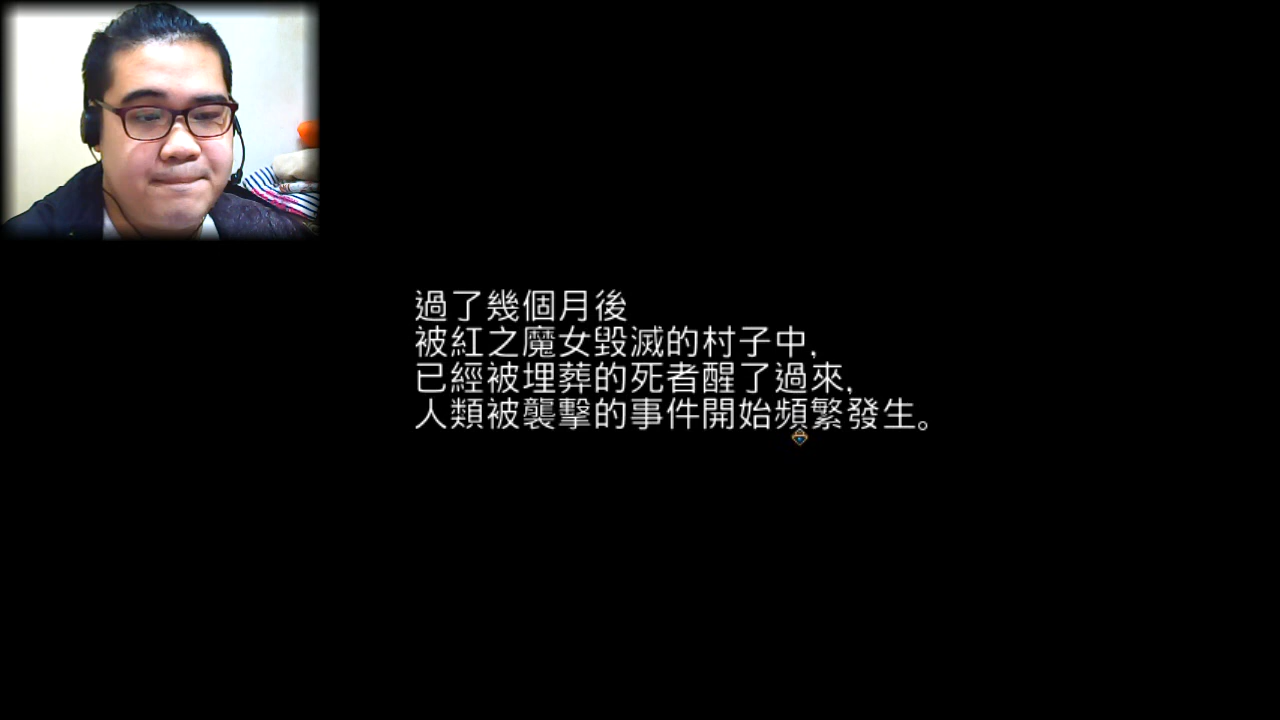 過了幾個月後
被紅之魔女毀滅的村子中,
已經被埋葬的死者醒了過來,
人類被襲擊的事件開始頻繁發生。